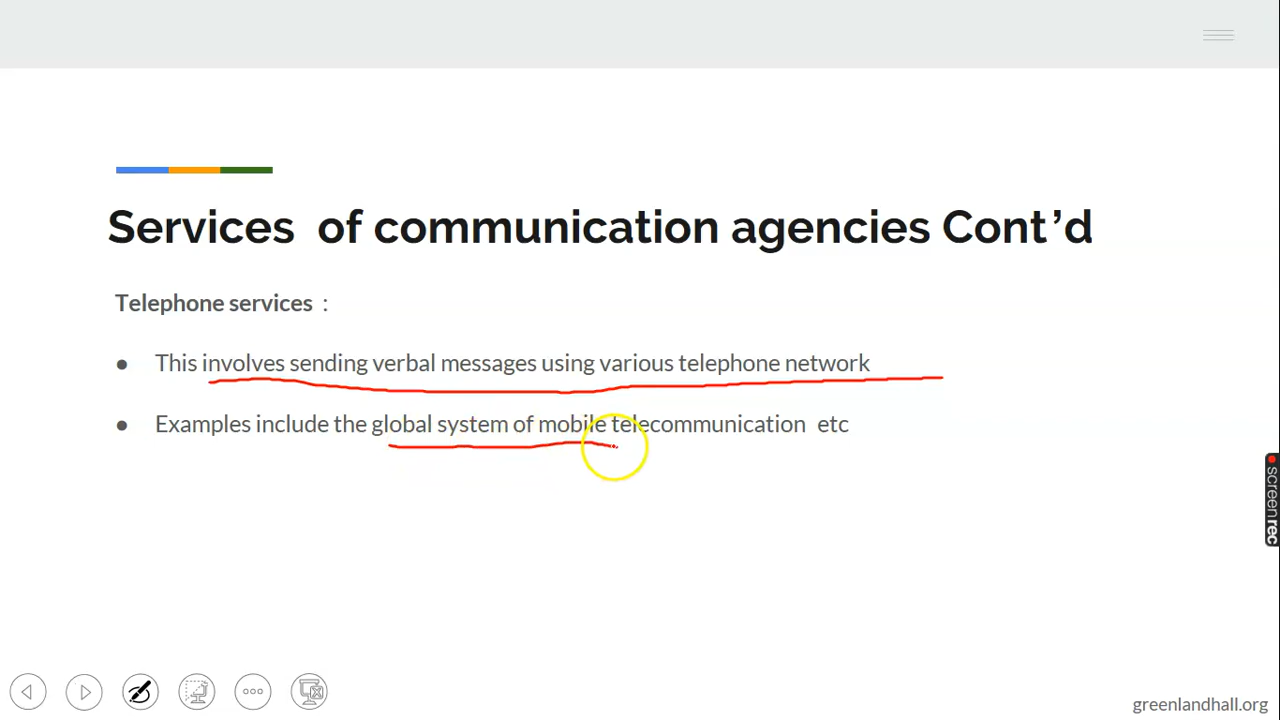 Services of communication agencies Cont’d
Telephone services :
● This involves sending verbal messages using various telephone network
● Examples include the global system of mobile telecommunication etc
screenrec
greenlandhall.org